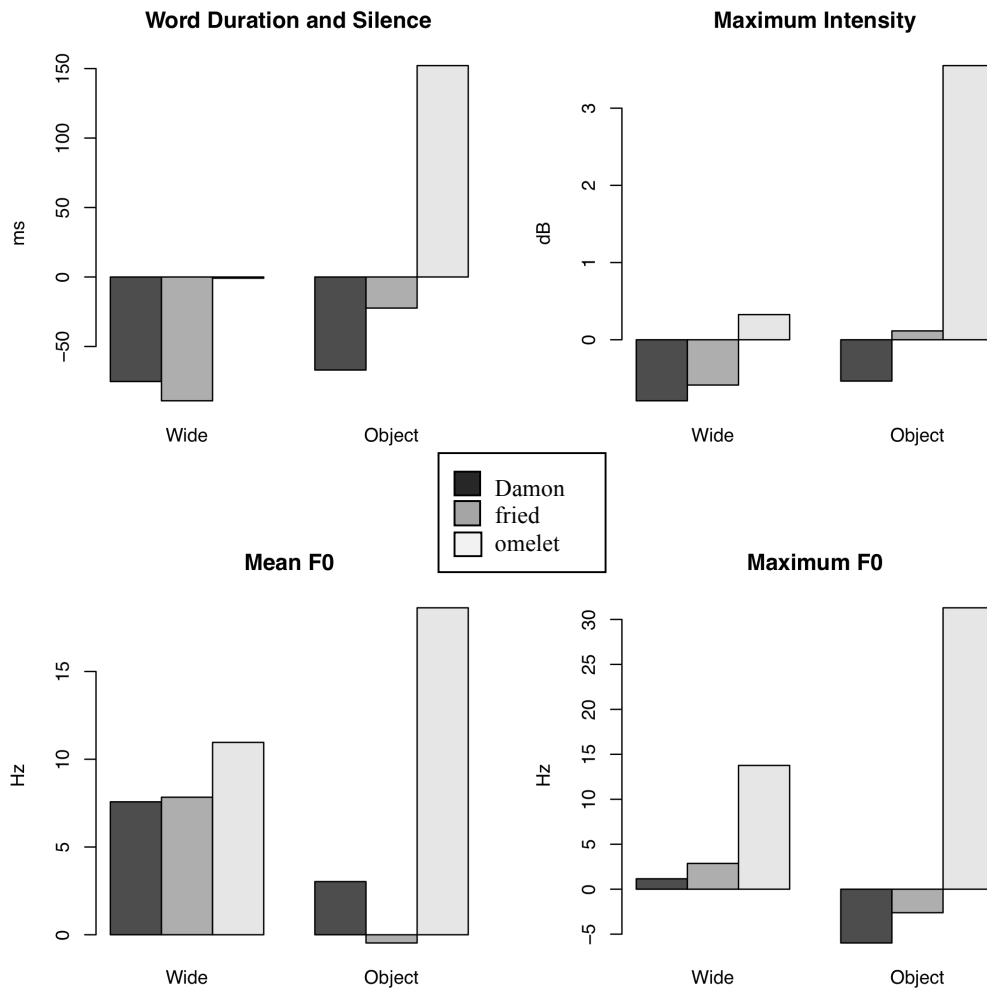 Word Duration and Silence
150
100
50
0
−50
ms
Wide Object
Maximum Intensity
3
2
1
0
dB
Wide Object
Damon
fried
omelet
Mean F0
15
10
5
0
Hz
Wide Object
Maximum F0
30
25
20
15
10
5
0
−5
Hz
Wide Object